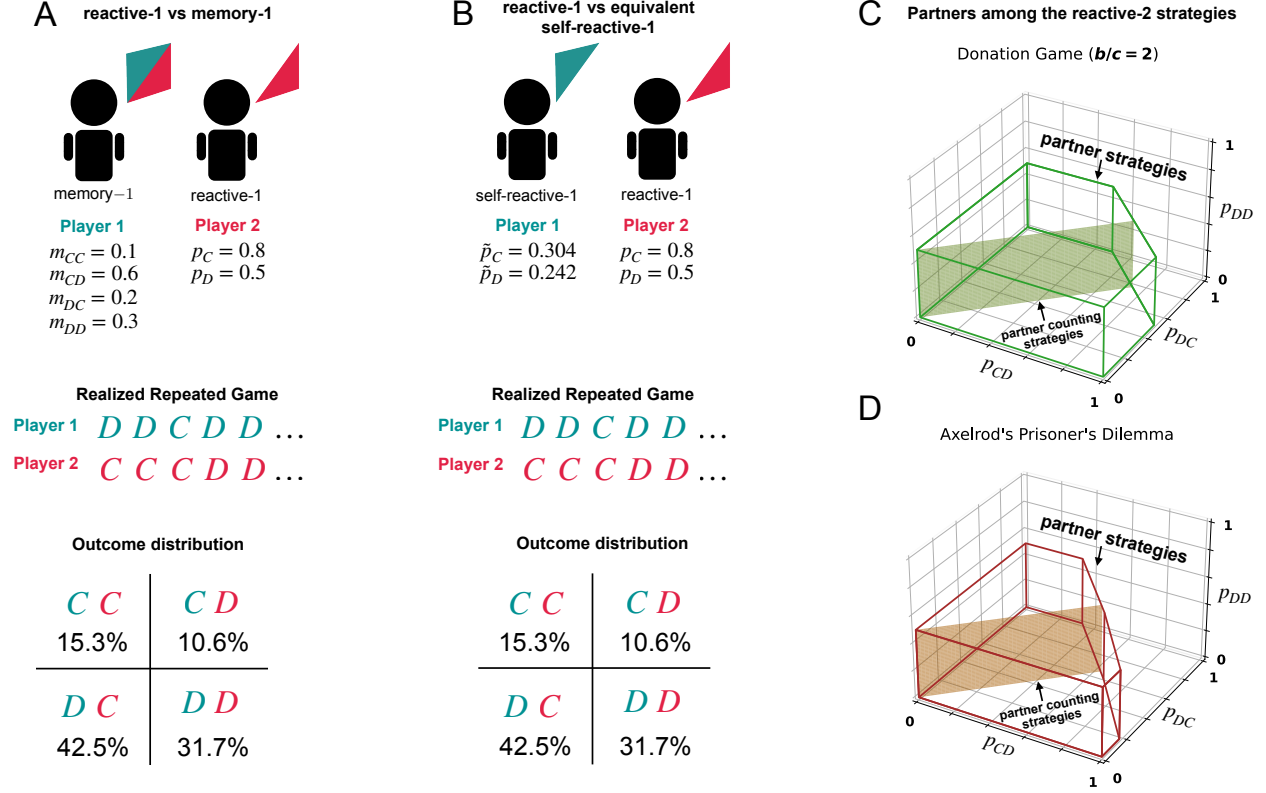 A
reactive-1 vs memory-1
memory−1
reactive-1
Player 1
Player 2
m_CC = 0.1
m_CD = 0.6
m_DC = 0.2
m_DD = 0.3
p_C = 0.8
p_D = 0.5
Realized Repeated Game
Player 1 D D C D D ...
Player 2 C C C D D ...
Outcome distribution
C C
C D
15.3%
10.6%
D C
D D
42.5%
31.7%
B
reactive-1 vs equivalent
self-reactive-1
self-reactive-1
reactive-1
Player 1
Player 2
p̃_C = 0.304
p̃_D = 0.242
p_C = 0.8
p_D = 0.5
Realized Repeated Game
Player 1 D D C D D ...
Player 2 C C C D D ...
Outcome distribution
C C
C D
15.3%
10.6%
D C
D D
42.5%
31.7%
C
Partners among the reactive-2 strategies
Donation Game (b/c = 2)
partner strategies
partner counting
strategies
1
p_DD
0
1
p_DC
0
p_CD
1
0
D
Axelrod's Prisoner's Dilemma
partner strategies
partner counting
strategies
1
p_DD
0
1
p_DC
0
p_CD
1
0